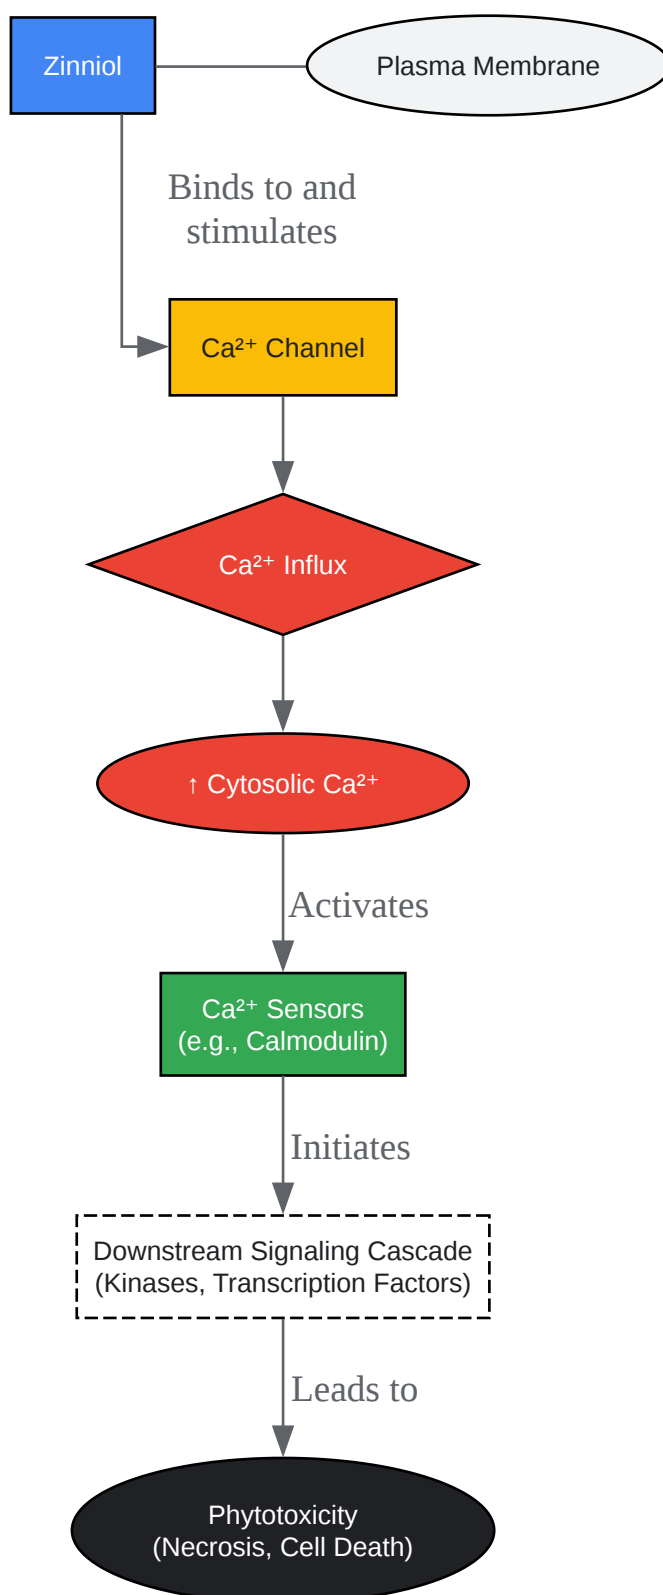 Zinniol
Plasma Membrane
Binds to and
stimulates
Ca²⁺ Channel
Ca²⁺ Influx
↑ Cytosolic Ca²⁺
Activates
Ca²⁺ Sensors
(e.g., Calmodulin)
Initiates
Downstream Signaling Cascade
(Kinases, Transcription Factors)
Leads to
Phytotoxicity
(Necrosis, Cell Death)